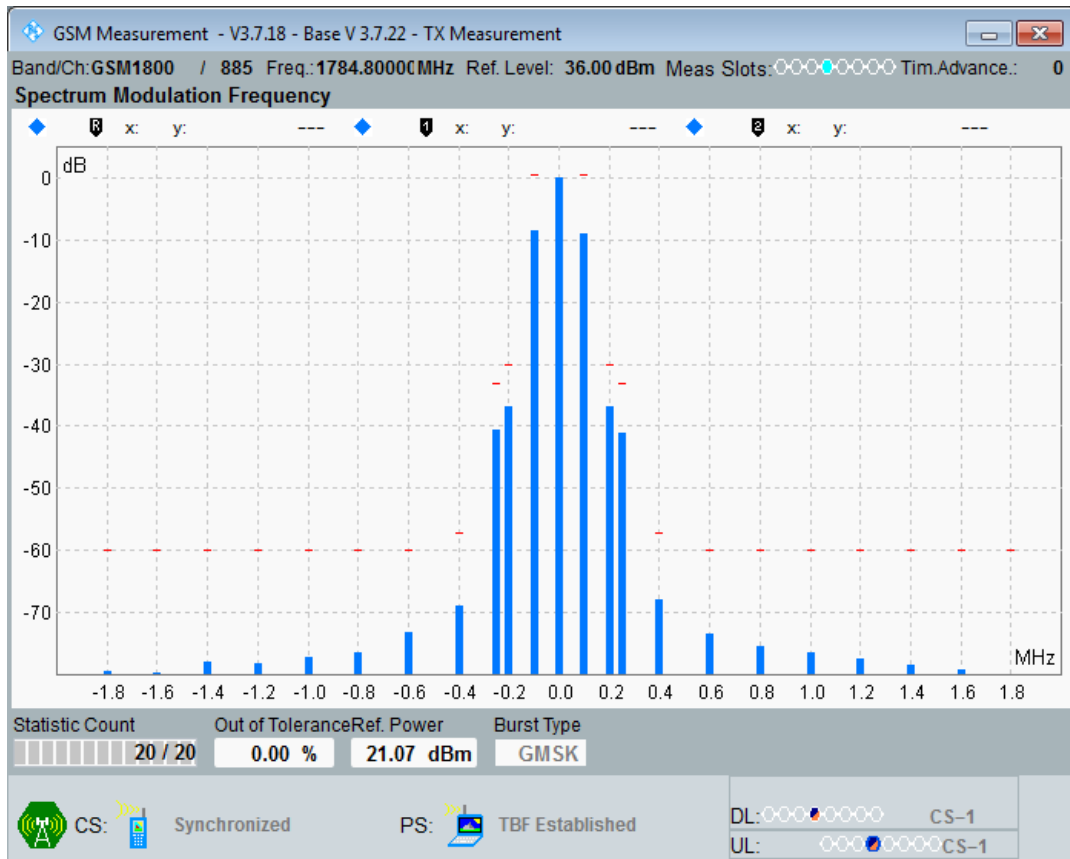 GSM Measurement - V3.7.18 - Base V 3.7.22 - TX Measurement
Band/Ch:GSM1800 / 885 Freq.:1784.80000MHz Ref. Level: 36.00 dBm Meas Slots: Tim.Advance.: 0
Spectrum Modulation Frequency
R x: y: --- 1 x: y: --- 2 x: y: ---
dB
0
-10
-20
-30
-40
-50
-60
-70
MHz
-1.8 -1.6 -1.4 -1.2 -1.0 -0.8 -0.6 -0.4 -0.2 0.0 0.2 0.4 0.6 0.8 1.0 1.2 1.4 1.6 1.8
Statistic Count Out of Tolerance Ref. Power Burst Type
20 / 20 0.00 % 21.07 dBm GMSK
CS: Synchronized PS: TBF Established
DL: CS-1
UL: CS-1